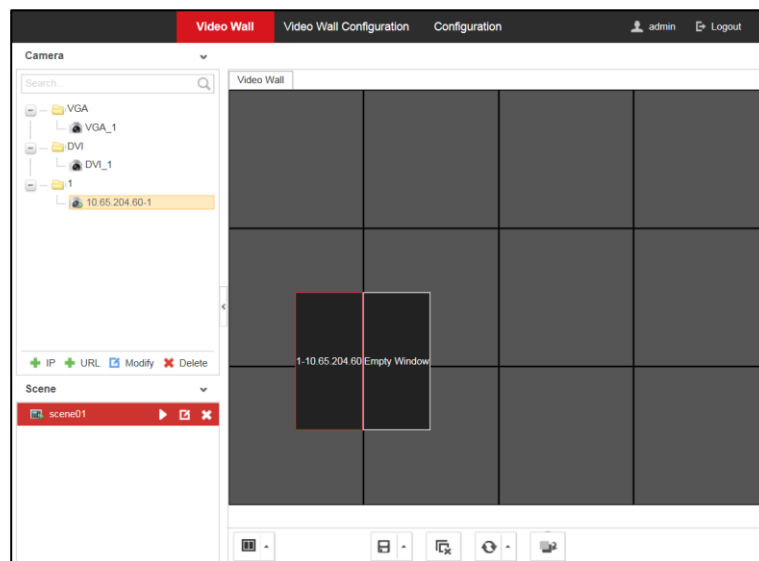 Video Wall Video Wall Configuration Configuration admin Logout
Camera
Search...
Video Wall
VGA
VGA_1
DVI
DVI_1
1
10.65.204.60-1
1-10.65.204.60 Empty Window
IP URL Modify Delete
Scene
scene01
2